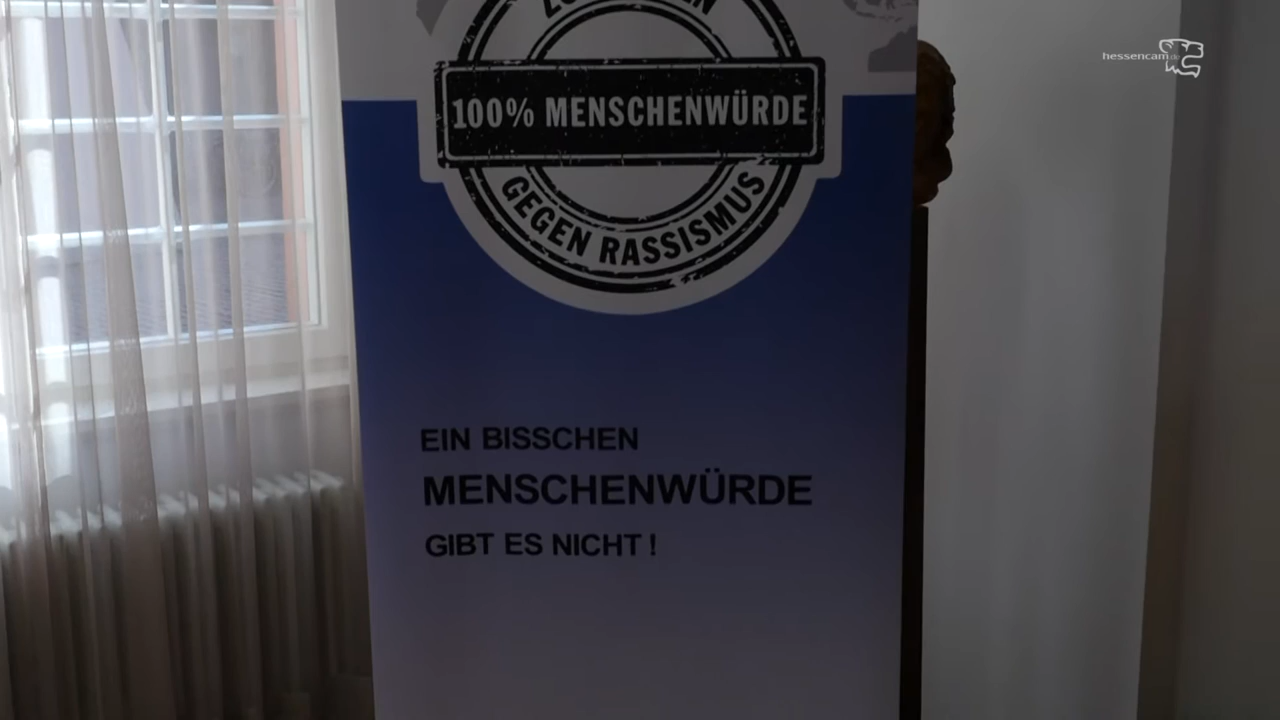 hessencam
100% MENSCHENWÜRDE
GEGEN RASSISMUS
EIN BISSCHEN
MENSCHENWÜRDE
GIBT ES NICHT !